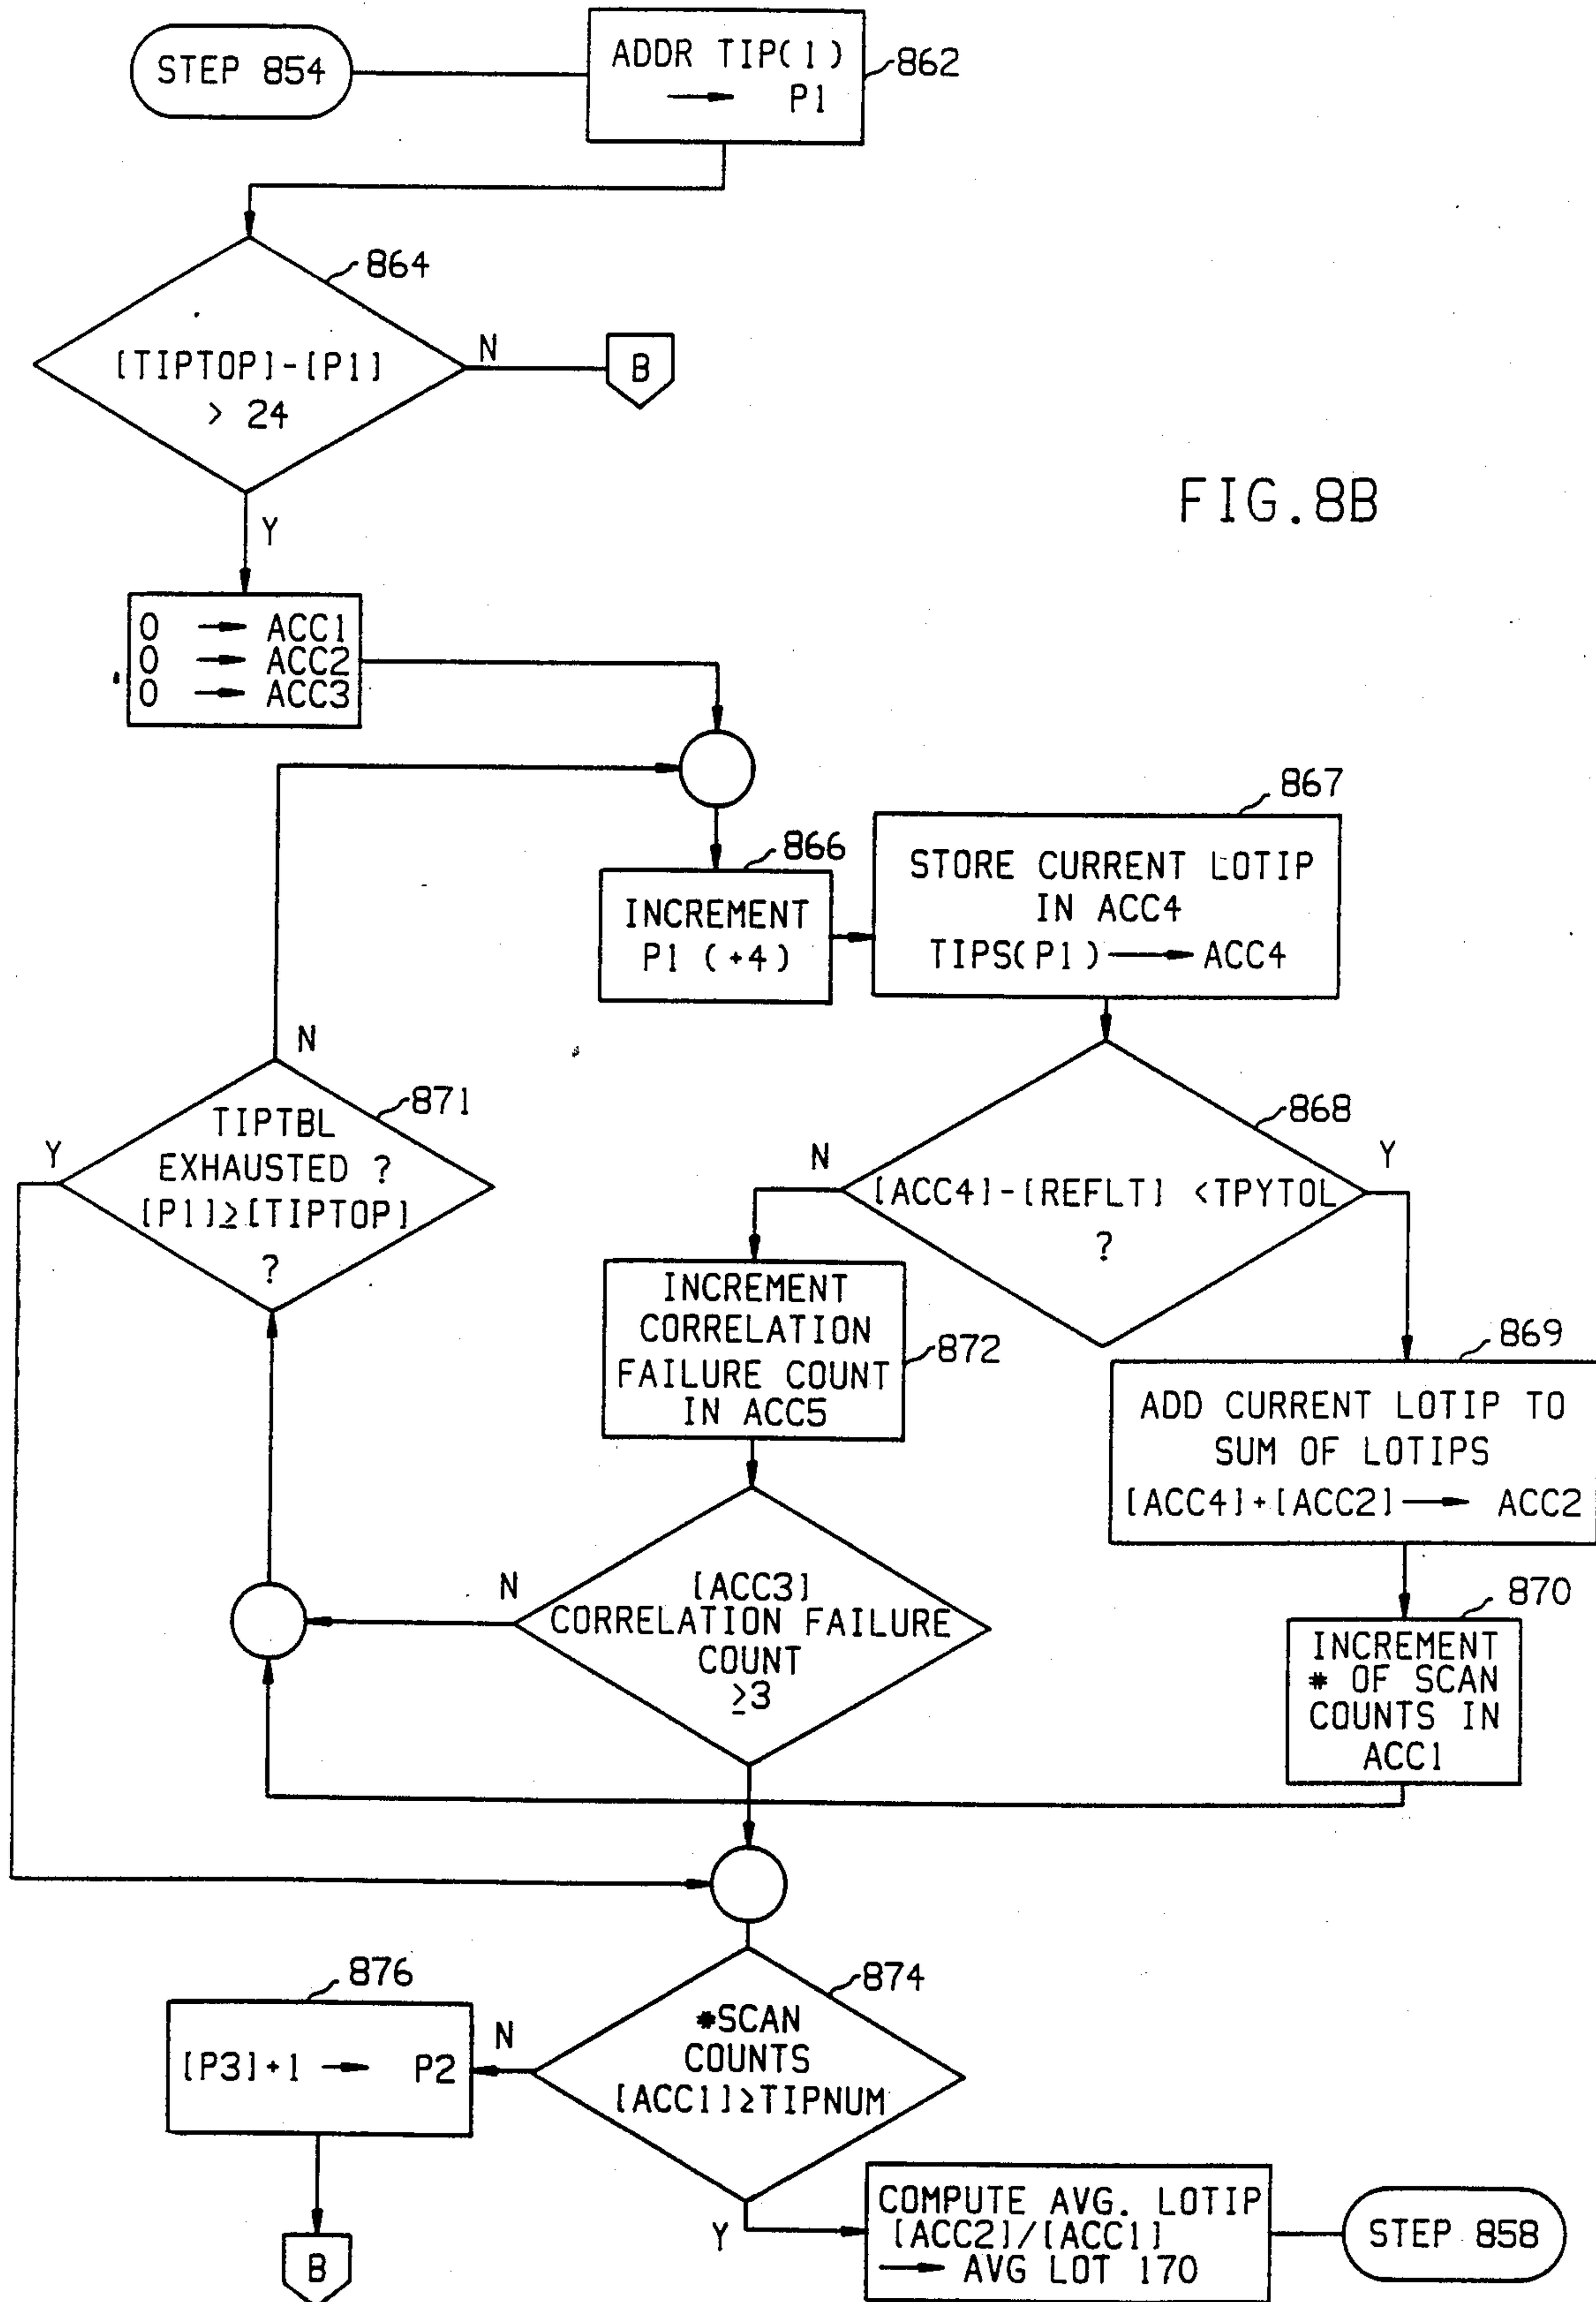 STEP 854
ADDR TIP(1)
→ P1
862
864
[TIPTOP]-[P1]
> 24
N
B
FIG.8B
Y
0 → ACC1
0 → ACC2
0 → ACC3
867
866
INCREMENT
P1 (+4)
STORE CURRENT LOTIP
IN ACC4
TIPS(P1) → ACC4
N
871
TIPTBL
EXHAUSTED ?
[P1]≥[TIPTOP]
?
Y
868
N
Y
[ACC4]-[REFLT] <TPYTOL
?
INCREMENT
CORRELATION
FAILURE COUNT
IN ACC5
872
869
ADD CURRENT LOTIP TO
SUM OF LOTIPS
[ACC4]+[ACC2] → ACC2
N
[ACC3]
CORRELATION FAILURE
COUNT
≥3
870
INCREMENT
# OF SCAN
COUNTS IN
ACC1
876
[P3]+1 → P2
N
874
#SCAN
COUNTS
[ACC1]≥TIPNUM
Y
B
COMPUTE AVG. LOTIP
[ACC2]/[ACC1]
→ AVG LOT 170
STEP 858